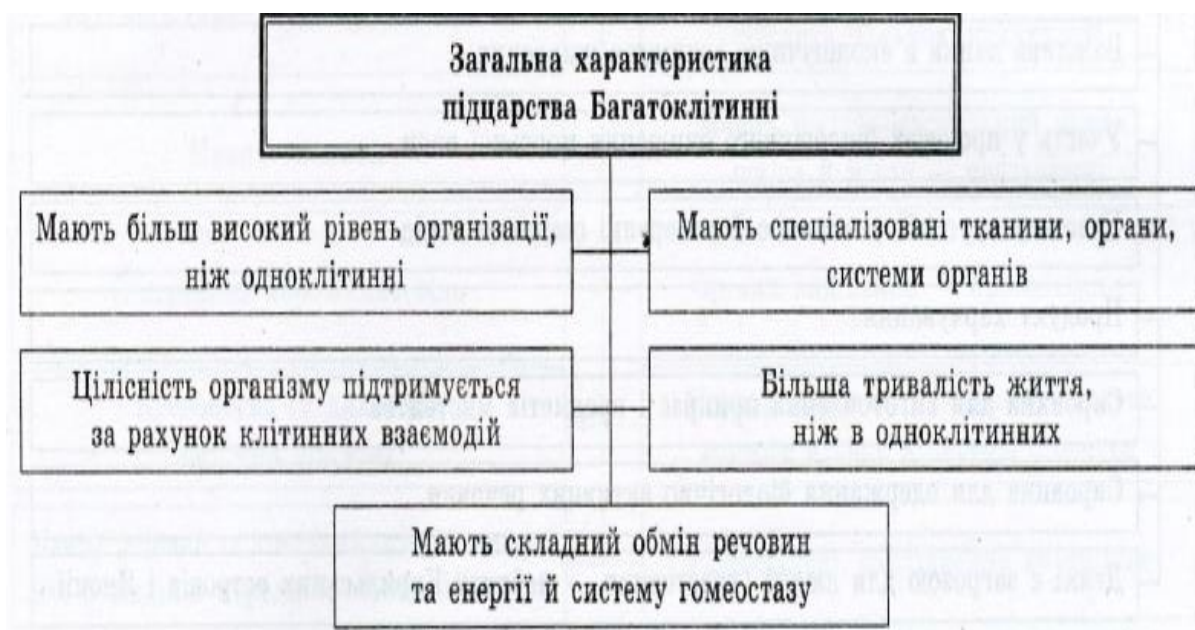 Загальна характеристика
підцарства Багатоклітинні
Мають більш високий рівень організації,
ніж одноклітинні
Мають спеціалізовані тканини, органи,
системи органів
Цілісність організму підтримується
за рахунок клітинних взаємодій
Більша тривалість життя,
ніж в одноклітинних
Мають складний обмін речовин
та енергії й систему гомеостазу